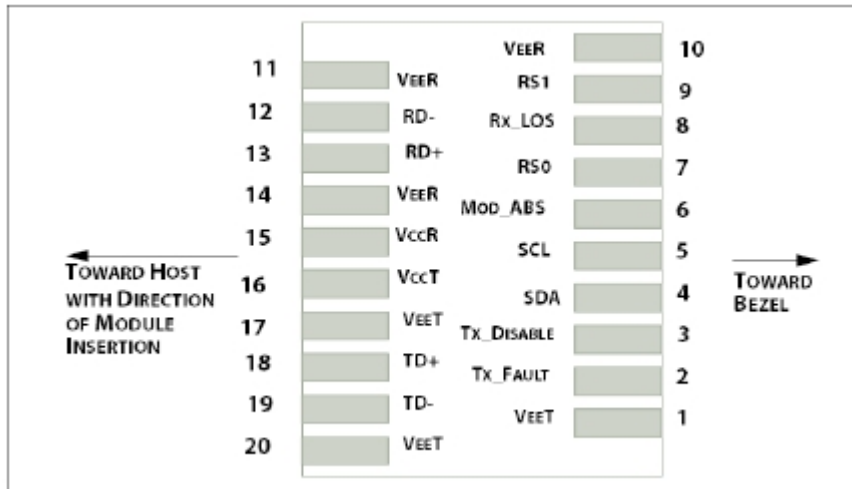 VEER 10
11 VEER RS1 9
12 RD- RX_LOS 8
13 RD+ RS0 7
14 VEER MOD_ABS 6
15 VCCR SCL 5
TOWARD HOST
WITH DIRECTION
OF MODULE
INSERTION
TOWARD
BEZEL
16 VCCT SDA 4
17 VEET TX_DISABLE 3
18 TD+ TX_FAULT 2
19 TD- VEET 1
20 VEET